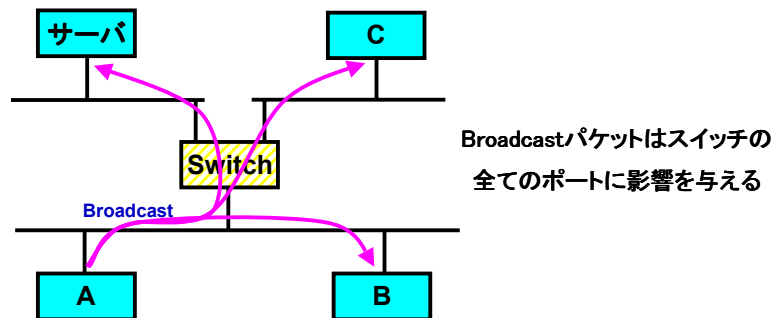 サーバ
C
Switch
Broadcastパケットはスイッチの
全てのポートに影響を与える
Broadcast
A
B